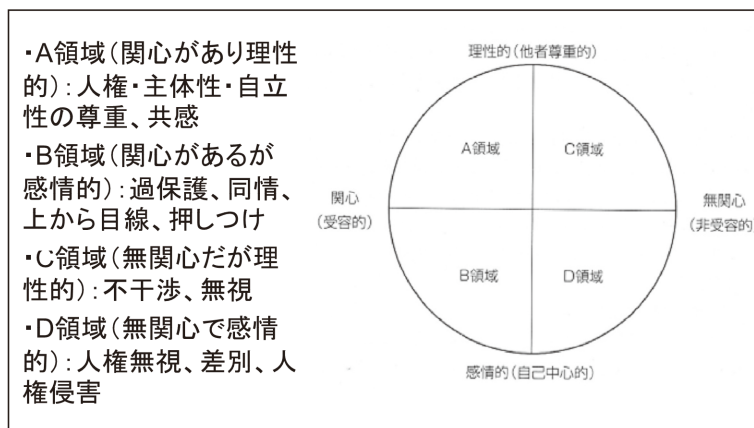 ・A領域(関心があり理性
的):人権・主体性・自立
性の尊重、共感
・B領域(関心があるが
感情的):過保護、同情、
上から目線、押しつけ
・C領域(無関心だが理
性的):不干渉、無視
・D領域(無関心で感情
的):人権無視、差別、人
権侵害
理性的(他者尊重的)
A領域
C領域
関心
(受容的)
無関心
(非受容的)
B領域
D領域
感情的(自己中心的)